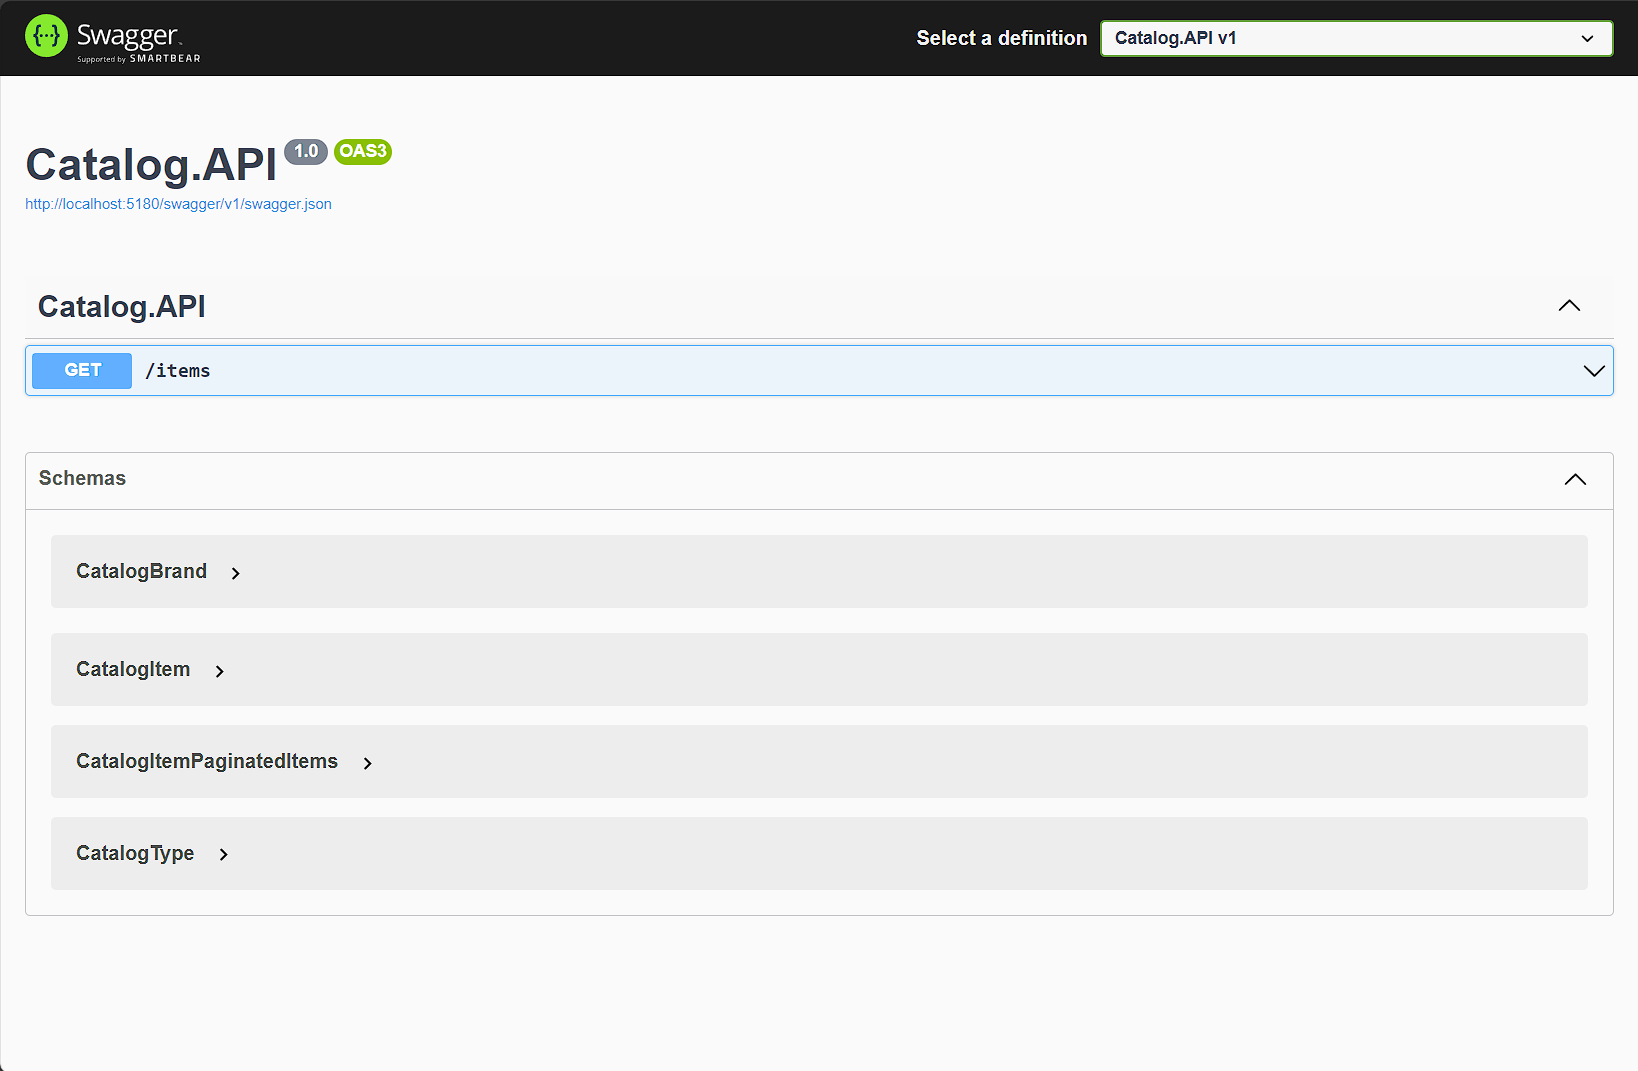 {···} Swagger.
Supported by SMARTBEAR
Select a definition
Catalog.API v1
Catalog.API 1.0 OAS3
http://localhost:5180/swagger/v1/swagger.json
Catalog.API
GET /items
Schemas
CatalogBrand
CatalogItem
CatalogItemPaginatedItems
CatalogType